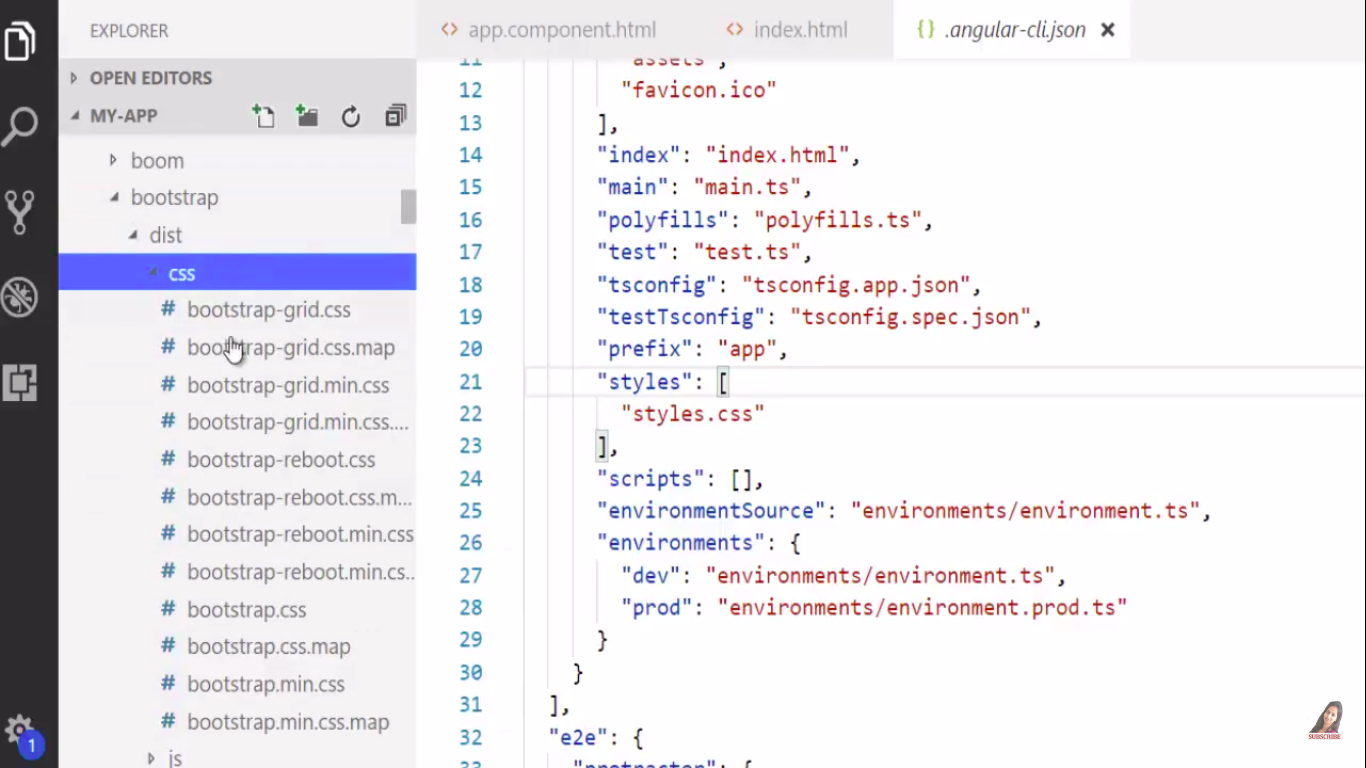 EXPLORER
OPEN EDITORS
MY-APP
boom
bootstrap
dist
css
# bootstrap-grid.css
# bootstrap-grid.css.map
# bootstrap-grid.min.css
# bootstrap-grid.min.css....
# bootstrap-reboot.css
# bootstrap-reboot.css.m...
# bootstrap-reboot.min.css
# bootstrap-reboot.min.cs...
# bootstrap.css
# bootstrap.css.map
# bootstrap.min.css
# bootstrap.min.css.map
js
1
<> app.component.html <> index.html {} .angular-cli.json ×
11 "assets",
12 "favicon.ico"
13 ],
14 "index": "index.html",
15 "main": "main.ts",
16 "polyfills": "polyfills.ts",
17 "test": "test.ts",
18 "tsconfig": "tsconfig.app.json",
19 "testTsconfig": "tsconfig.spec.json",
20 "prefix": "app",
21 "styles": [
22 "styles.css"
23 ],
24 "scripts": [],
25 "environmentSource": "environments/environment.ts",
26 "environments": {
27 "dev": "environments/environment.ts",
28 "prod": "environments/environment.prod.ts"
29 }
30 }
31 ],
32 "e2e": {
33 "protractor": {
SUBSCRIBE